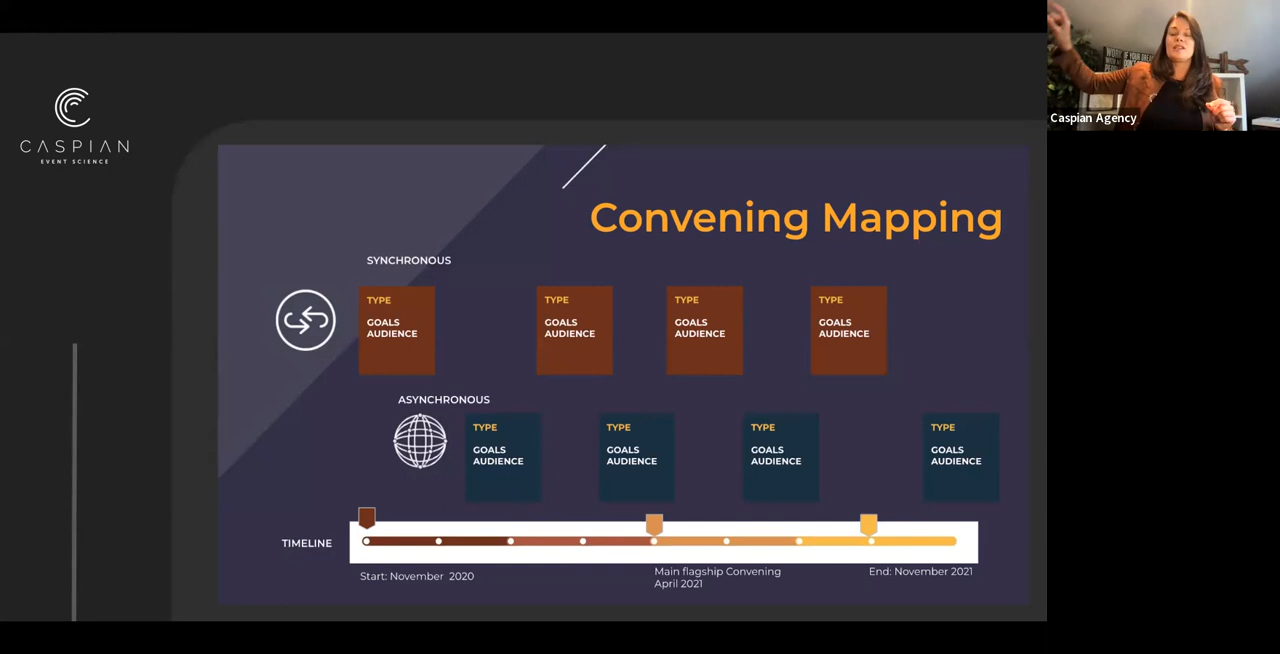 CASPIAN
EVENT SCIENCE
Caspian Agency
Convening Mapping
SYNCHRONOUS
TYPE
GOALS
AUDIENCE
TYPE
GOALS
AUDIENCE
TYPE
GOALS
AUDIENCE
TYPE
GOALS
AUDIENCE
ASYNCHRONOUS
TYPE
GOALS
AUDIENCE
TYPE
GOALS
AUDIENCE
TYPE
GOALS
AUDIENCE
TYPE
GOALS
AUDIENCE
TIMELINE
Start: November 2020
Main flagship Convening
April 2021
End: November 2021